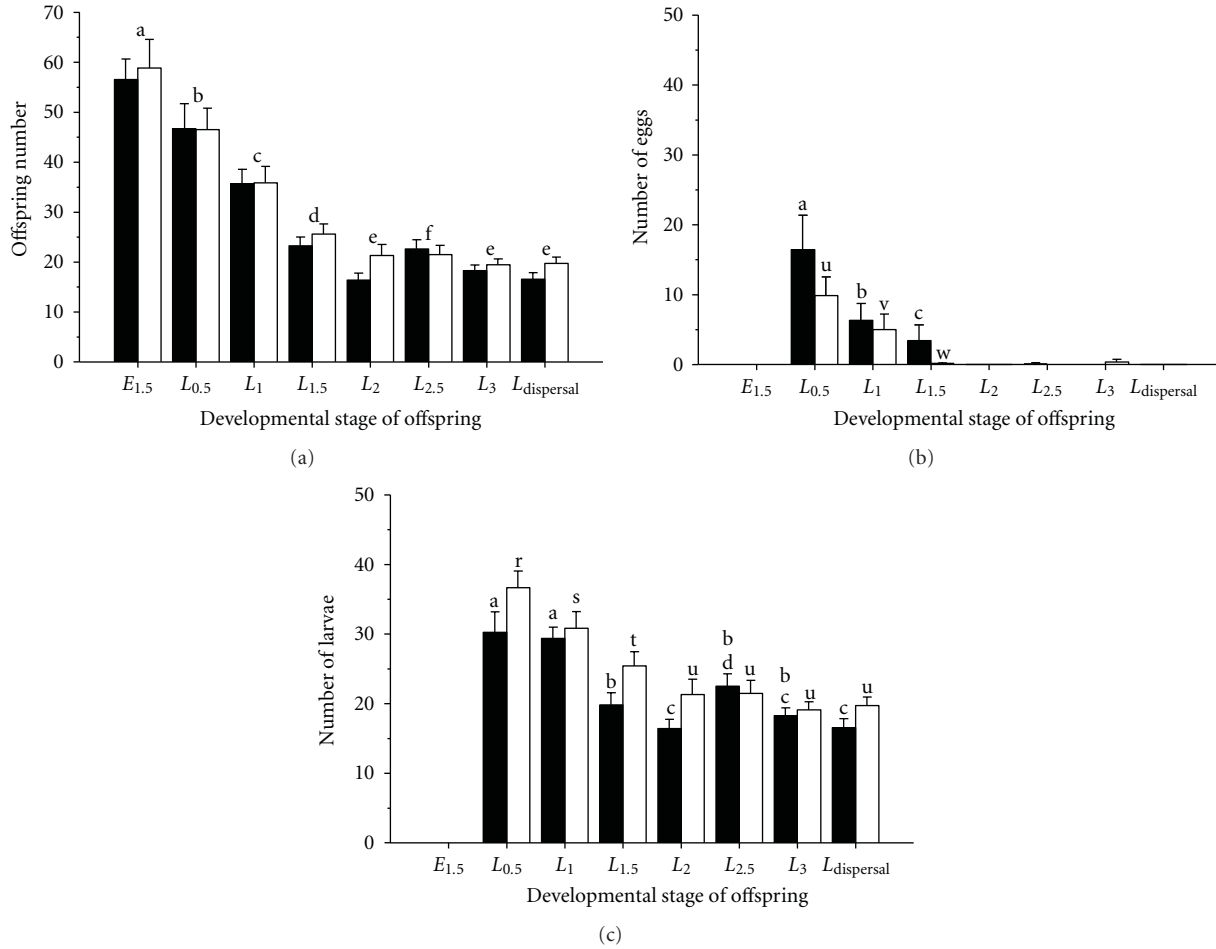 70
60
50
40
30
20
10
0
Offspring number
a
b
c
d
e
f
e
e
E1.5 L0.5 L1 L1.5 L2 L2.5 L3 Ldispersal
Developmental stage of offspring
(a)
50
40
30
20
10
0
Number of eggs
a
u
b
v
c
w
E1.5 L0.5 L1 L1.5 L2 L2.5 L3 Ldispersal
Developmental stage of offspring
(b)
50
40
30
20
10
0
Number of larvae
a
r
a
s
b
t
c
u
b
d
u
b
c
u
c
u
E1.5 L0.5 L1 L1.5 L2 L2.5 L3 Ldispersal
Developmental stage of offspring
(c)